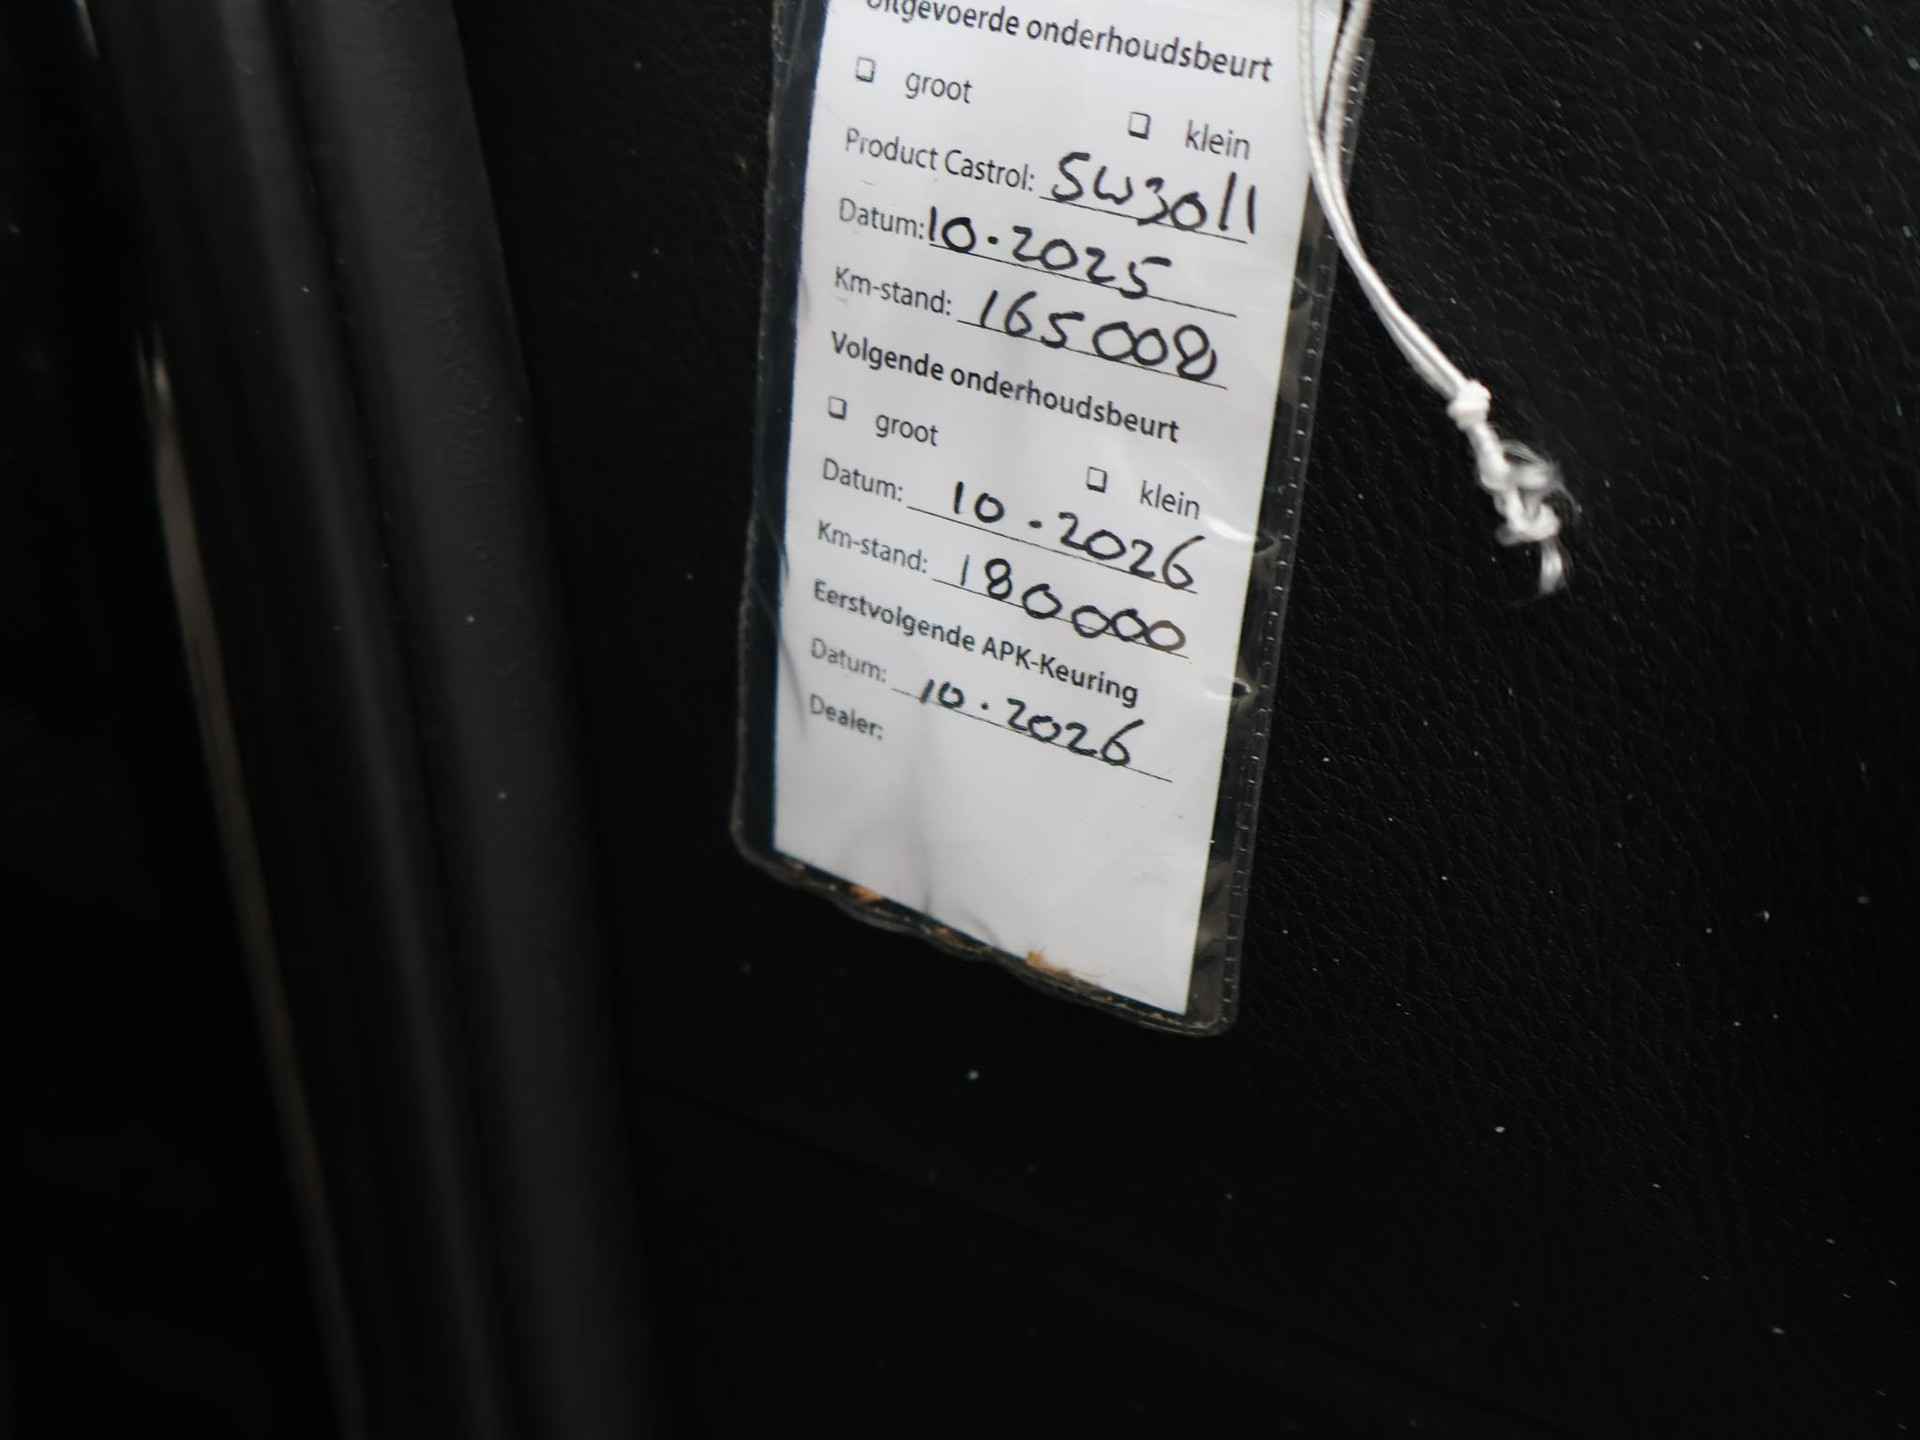 Uitgevoerde onderhoudsbeurt
❏ groot ❏ klein
Product Castrol: 5W30 ll
Datum: 10.2025
Km-stand: 165008
Volgende onderhoudsbeurt
❏ groot ❏ klein
Datum: 10-2026
Km-stand: 180000
Eerstvolgende APK-Keuring
Datum: 10.2026
Dealer: